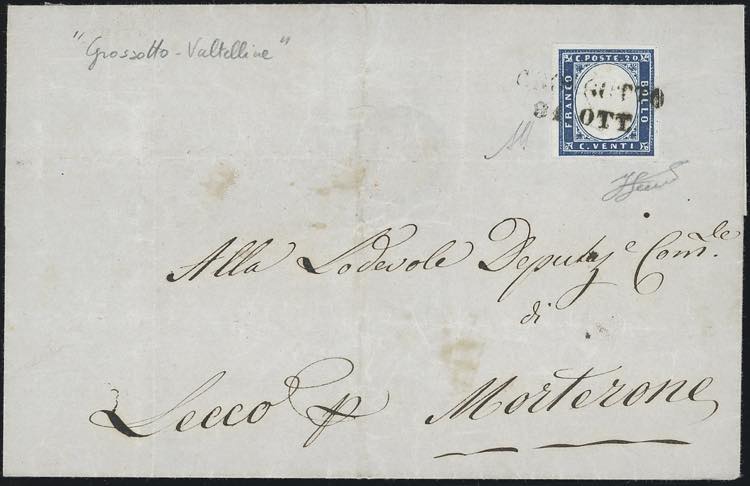 "Grossotto - Valtelline"
C. POSTE. 20
FRANCO
BOLLO
C. VENTI
OTT.
Alla Lodevole Deputaz.e Com.le
di
Lecco p Morterone